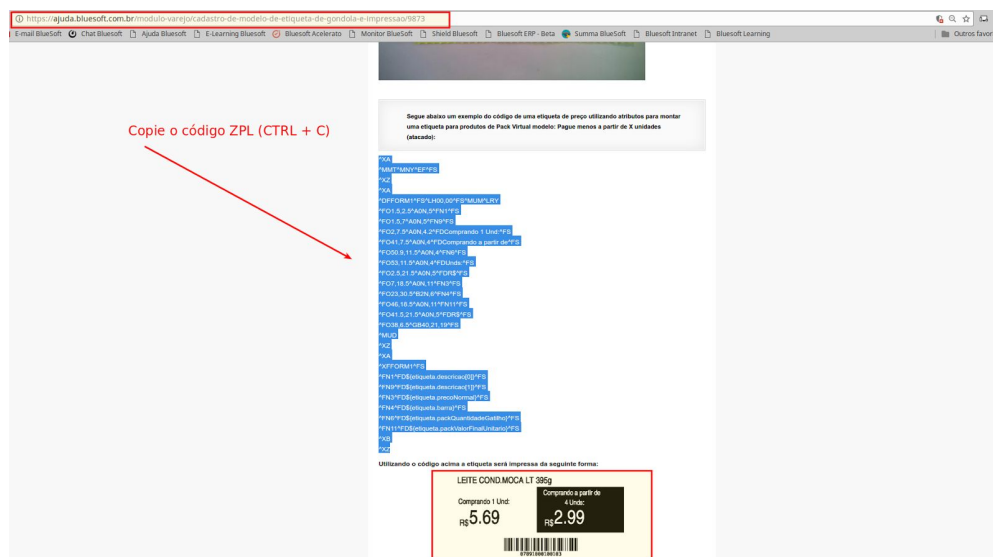 https://ajuda.bluesoft.com.br/modulo-varejo/cadastro-de-modelo-de-etiqueta-de-gondola-e-impressao/9873
E-mail BlueSoft Chat Bluesoft Ajuda Bluesoft E-Learning Bluesoft Bluesoft Acelerato Monitor BlueSoft Shield Bluesoft Bluesoft ERP - Beta Summa BlueSoft Bluesoft Intranet Bluesoft Learning Outros favor
Segue abaixo um exemplo do código de uma etiqueta de preço utilizando atributos para montar
uma etiqueta para produtos de Pack Virtual modelo: Pague menos a partir de X unidades
(atacado):
Copie o código ZPL (CTRL + C)
^XA
^MMT^MNY^EF^FS
^XZ
^XA
^DFFORM1^FS^LH00,00^FS^MUM^LRY
^FO1.5,2.5^A0N,5^FN1^FS
^FO1.5,7^A0N,5^FN9^FS
^FO2,7.5^A0N,4.2^FDComprando 1 Und:^FS
^FO41,7.5^A0N,4^FDComprando a partir de^FS
^FO50.9,11.5^A0N,4^FN6^FS
^FO53,11.5^A0N,4^FDUnds:^FS
^FO2.5,21.5^A0N,5^FDR$^FS
^FO7,18.5^A0N,11^FN3^FS
^FO23,30.5^B2N,6^FN4^FS
^FO46,18.5^A0N,11^FN11^FS
^FO41.5,21.5^A0N,5^FDR$^FS
^FO38,6.5^GB40,21,19^FS
^MUD
^XZ
^XA
^XFFORM1^FS
^FN1^FD${etiqueta.descricao[0]}^FS
^FN9^FD${etiqueta.descricao[1]}^FS
^FN3^FD${etiqueta.precoNormal}^FS
^FN4^FD${etiqueta.barra}^FS
^FN6^FD${etiqueta.packQuantidadeGatilho}^FS
^FN11^FD${etiqueta.packValorFinalUnitario}^FS
^XB
^XZ
Utilizando o código acima a etiqueta será impressa da seguinte forma:
LEITE COND.MOCA LT 395g
Comprando a partir de
Comprando 1 Und: 4 Unds:
R$5.69 R$2.99